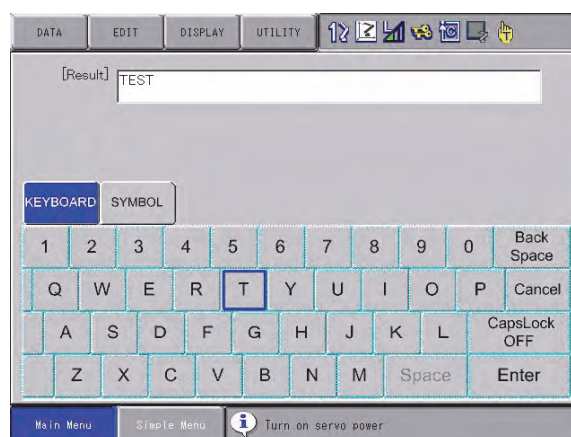 DATA EDIT DISPLAY UTILITY
[Result] TEST
KEYBOARD SYMBOL
1 2 3 4 5 6 7 8 9 0 Back Space
Q W E R T Y U I O P Cancel
A S D F G H J K L CapsLock OFF
Z X C V B N M Space Enter
Main Menu Simple Menu Turn on servo power